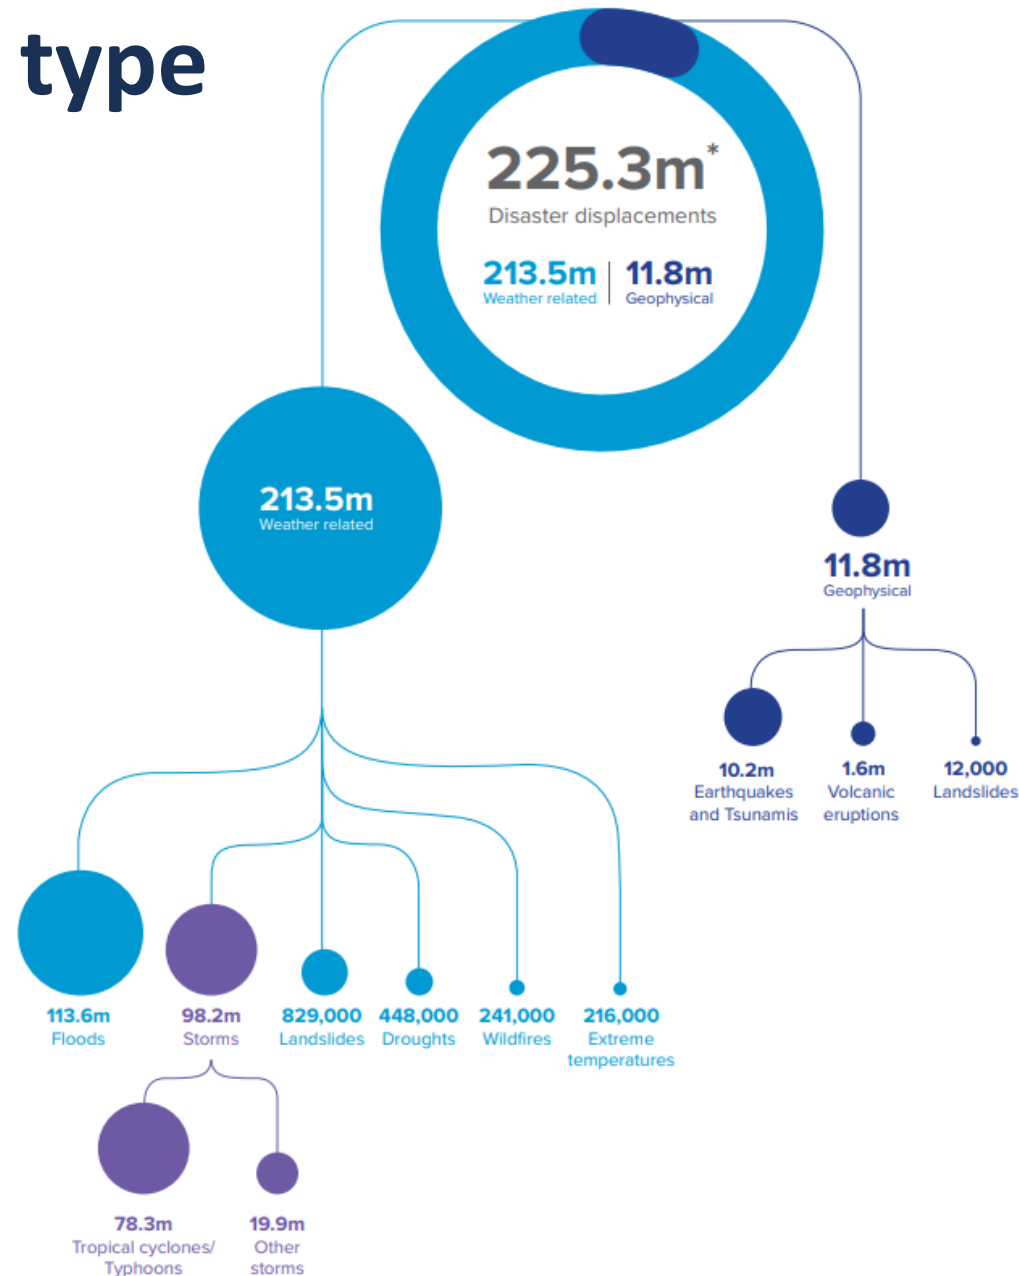 type
225.3m*
Disaster displacements
213.5m
Weather related
11.8m
Geophysical
213.5m
Weather related
11.8m
Geophysical
10.2m
Earthquakes
and Tsunamis
1.6m
Volcanic
eruptions
12,000
Landslides
113.6m
Floods
98.2m
Storms
829,000
Landslides
448,000
Droughts
241,000
Wildfires
216,000
Extreme
temperatures
78.3m
Tropical cyclones/
Typhoons
19.9m
Other
storms